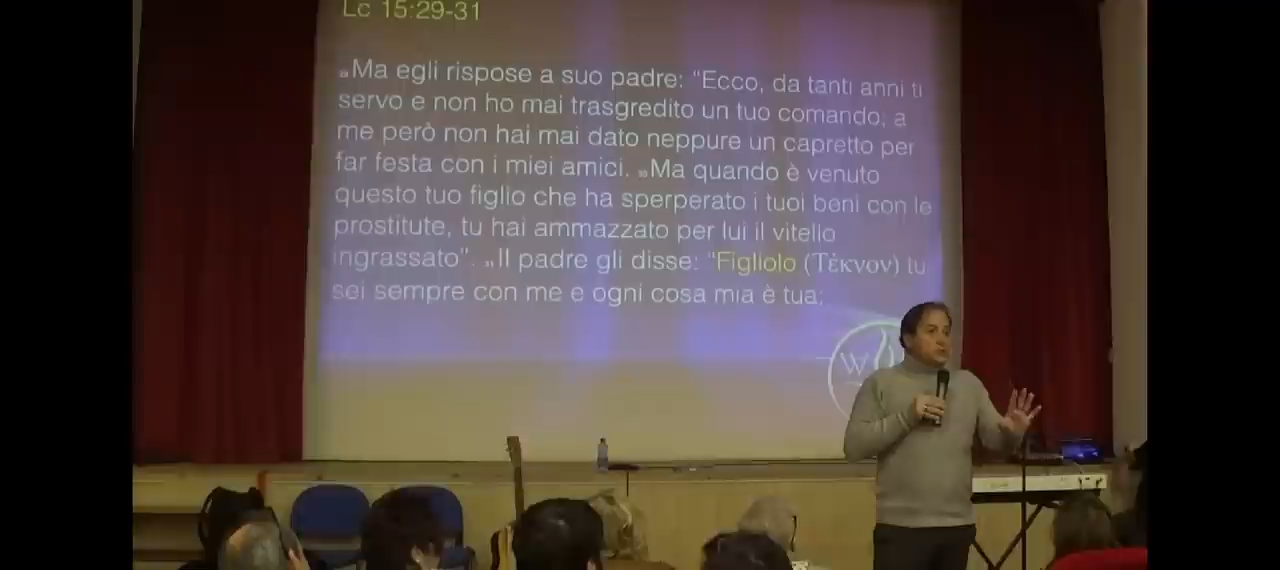 Lc 15:29-31
Ma egli rispose a suo padre: "Ecco, da tanti anni ti
servo e non ho mai trasgredito un tuo comando; a
me però non hai mai dato neppure un capretto per
far festa con i miei amici. Ma quando è venuto
questo tuo figlio che ha sperperato i tuoi beni con le
prostitute, tu hai ammazzato per lui il vitello
ingrassato". Il padre gli disse: "Figliolo (Τέκνον) tu
sei sempre con me e ogni cosa mia è tua;
W